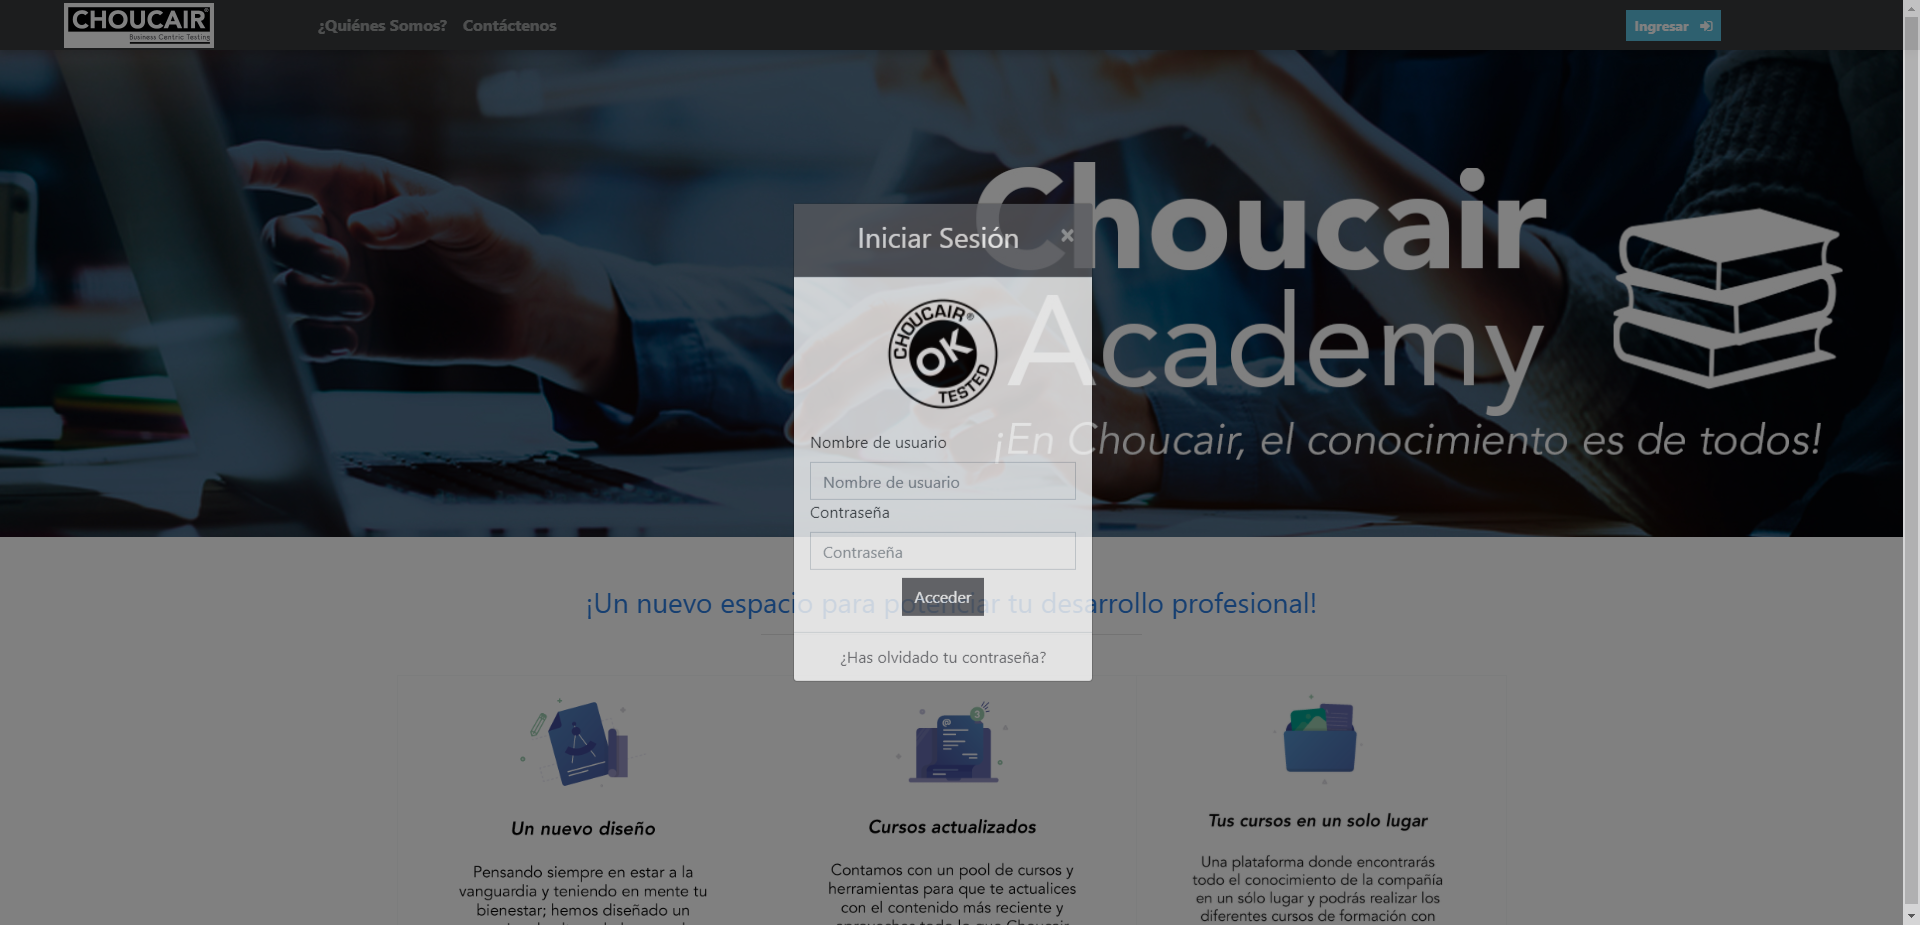 CHOUCAIR®
Business Centric Testing
¿Quiénes Somos?
Contáctenos
Ingresar
Choucair
Academy
¡En Choucair, el conocimiento es de todos!
Iniciar Sesión
×
CHOUCAIR®
OK
TESTED
Nombre de usuario
Nombre de usuario
Contraseña
Contraseña
Acceder
¿Has olvidado tu contraseña?
¡Un nuevo espacio para potenciar tu desarrollo profesional!
Un nuevo diseño
Pensando siempre en estar a la
vanguardia y teniendo en mente tu
bienestar; hemos diseñado un
@
3
Cursos actualizados
Contamos con un pool de cursos y
herramientas para que te actualices
con el contenido más reciente y
Tus cursos en un solo lugar
Una plataforma donde encontrarás
todo el conocimiento de la compañía
en un sólo lugar y podrás realizar los
diferentes cursos de formación con